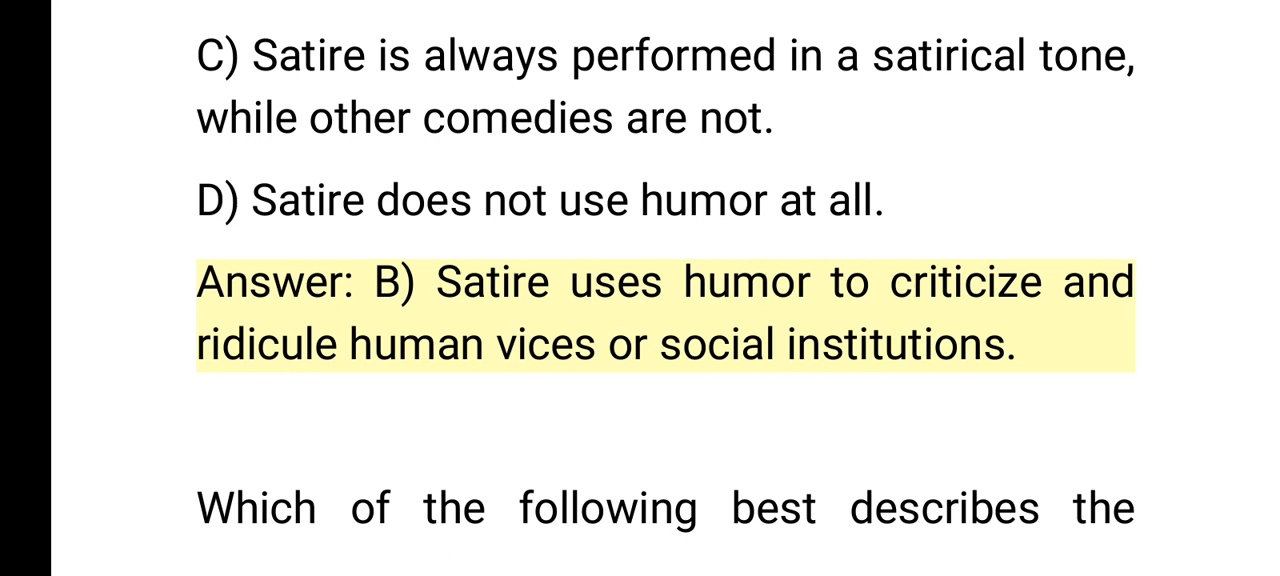 C) Satire is always performed in a satirical tone,
while other comedies are not.
D) Satire does not use humor at all.
Answer: B) Satire uses humor to criticize and
ridicule human vices or social institutions.
Which of the following best describes the